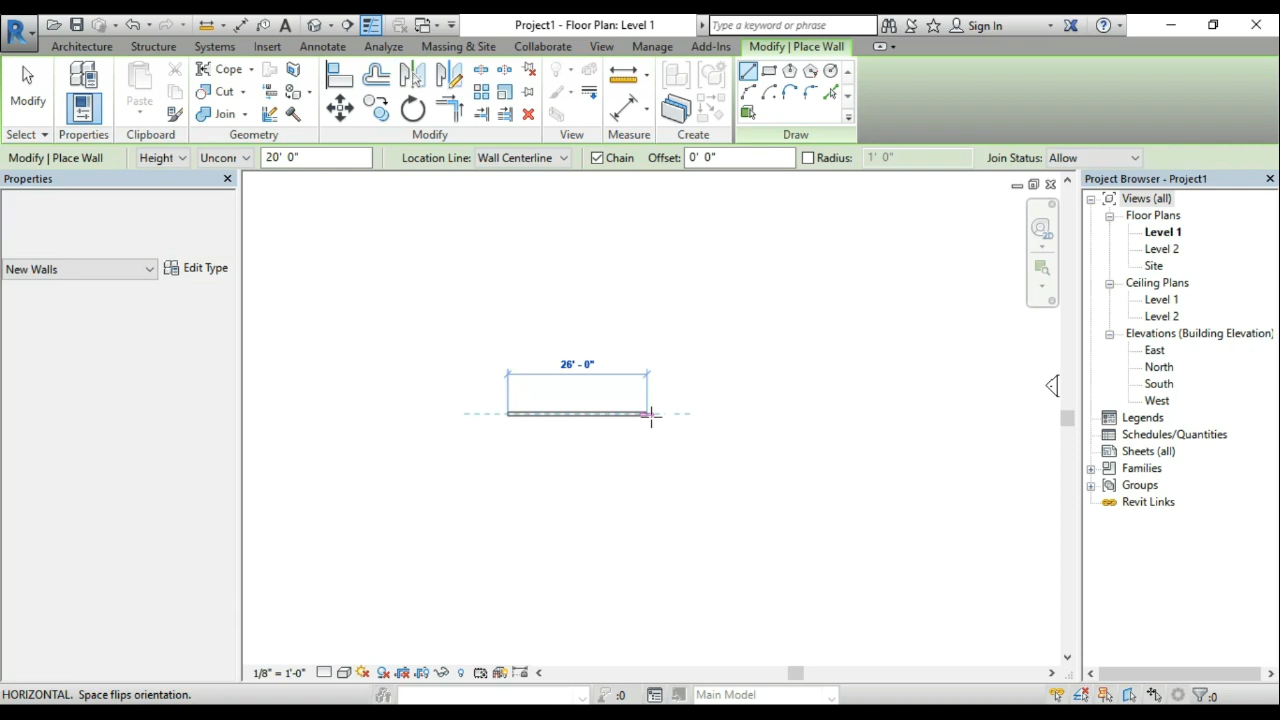 R
A
Project1 - Floor Plan: Level 1
Type a keyword or phrase
Sign In
Architecture Structure Systems Insert Annotate Analyze Massing & Site Collaborate View Manage Add-Ins Modify | Place Wall
Modify
Paste
Cope
Cut
Join
Select Properties Clipboard Geometry Modify View Measure Create Draw
Modify | Place Wall Height Unconr 20' 0" Location Line: Wall Centerline Chain Offset: 0' 0" Radius: 1' 0" Join Status: Allow
Properties
New Walls
Edit Type
26' - 0"
2D
Project Browser - Project1
Views (all)
Floor Plans
Level 1
Level 2
Site
Ceiling Plans
Level 1
Level 2
Elevations (Building Elevation)
East
North
South
West
Legends
Schedules/Quantities
Sheets (all)
Families
Groups
Revit Links
1/8" = 1'-0"
HORIZONTAL. Space flips orientation.
:0
Main Model
:0